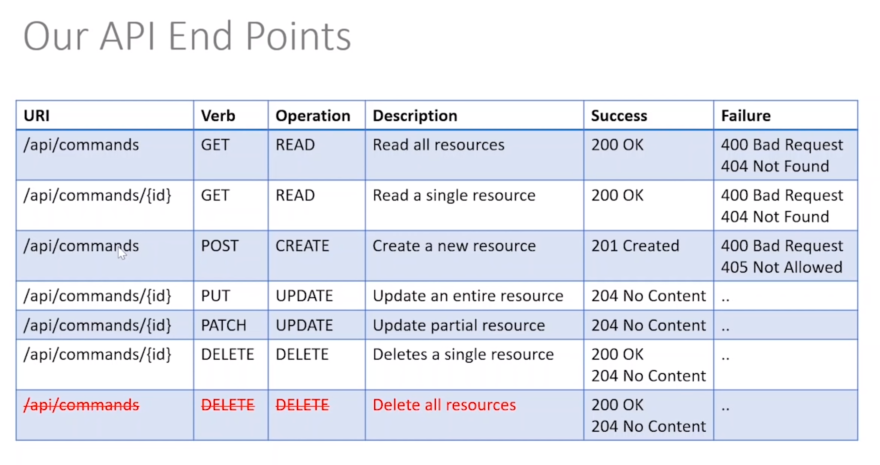 Our API End Points
URI Verb Operation Description Success Failure
/api/commands GET READ Read all resources 200 OK 400 Bad Request
404 Not Found
/api/commands/{id} GET READ Read a single resource 200 OK 400 Bad Request
404 Not Found
/api/commands POST CREATE Create a new resource 201 Created 400 Bad Request
405 Not Allowed
/api/commands/{id} PUT UPDATE Update an entire resource 204 No Content ..
/api/commands/{id} PATCH UPDATE Update partial resource 204 No Content ..
/api/commands/{id} DELETE DELETE Deletes a single resource 200 OK ..
204 No Content
/api/commands DELETE DELETE Delete all resources 200 OK ..
204 No Content